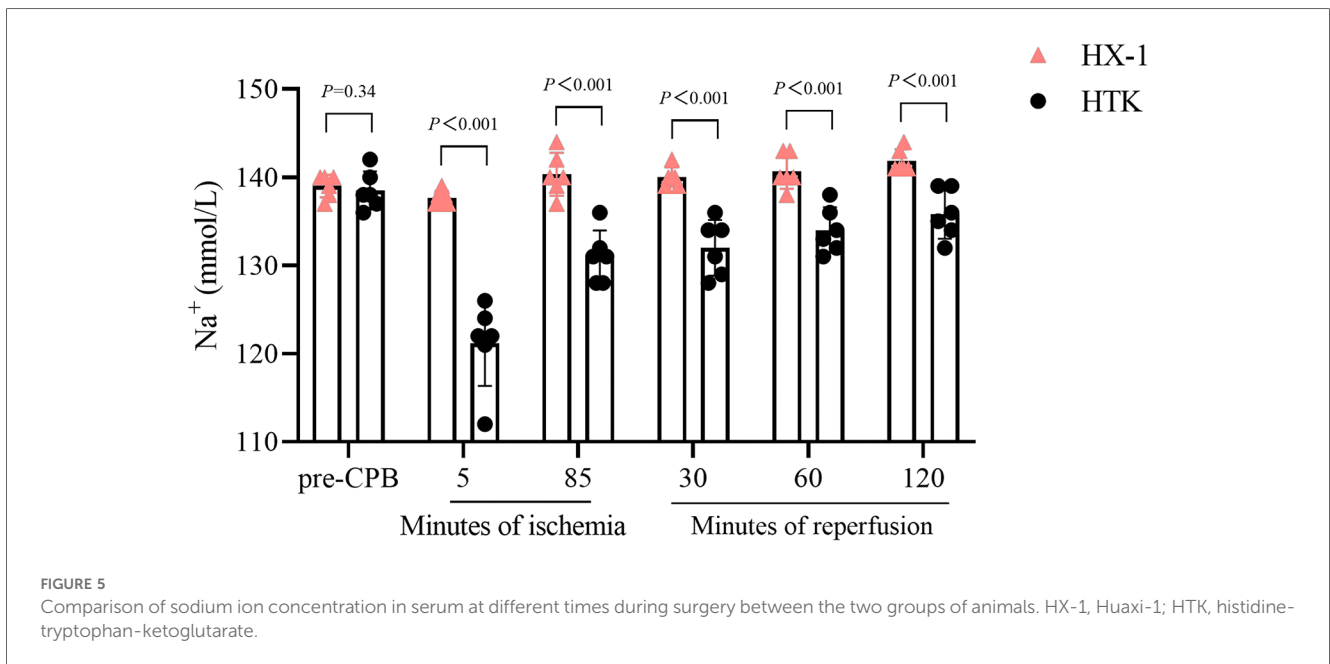 HX-1
HTK
P=0.34
P<0.001
P<0.001
P<0.001
P<0.001
P<0.001
Na+ (mmol/L)
150
140
130
120
110
pre-CPB 5 85 30 60 120
Minutes of ischemia Minutes of reperfusion
FIGURE 5
Comparison of sodium ion concentration in serum at different times during surgery between the two groups of animals. HX-1, Huaxi-1; HTK, histidine-
tryptophan-ketoglutarate.